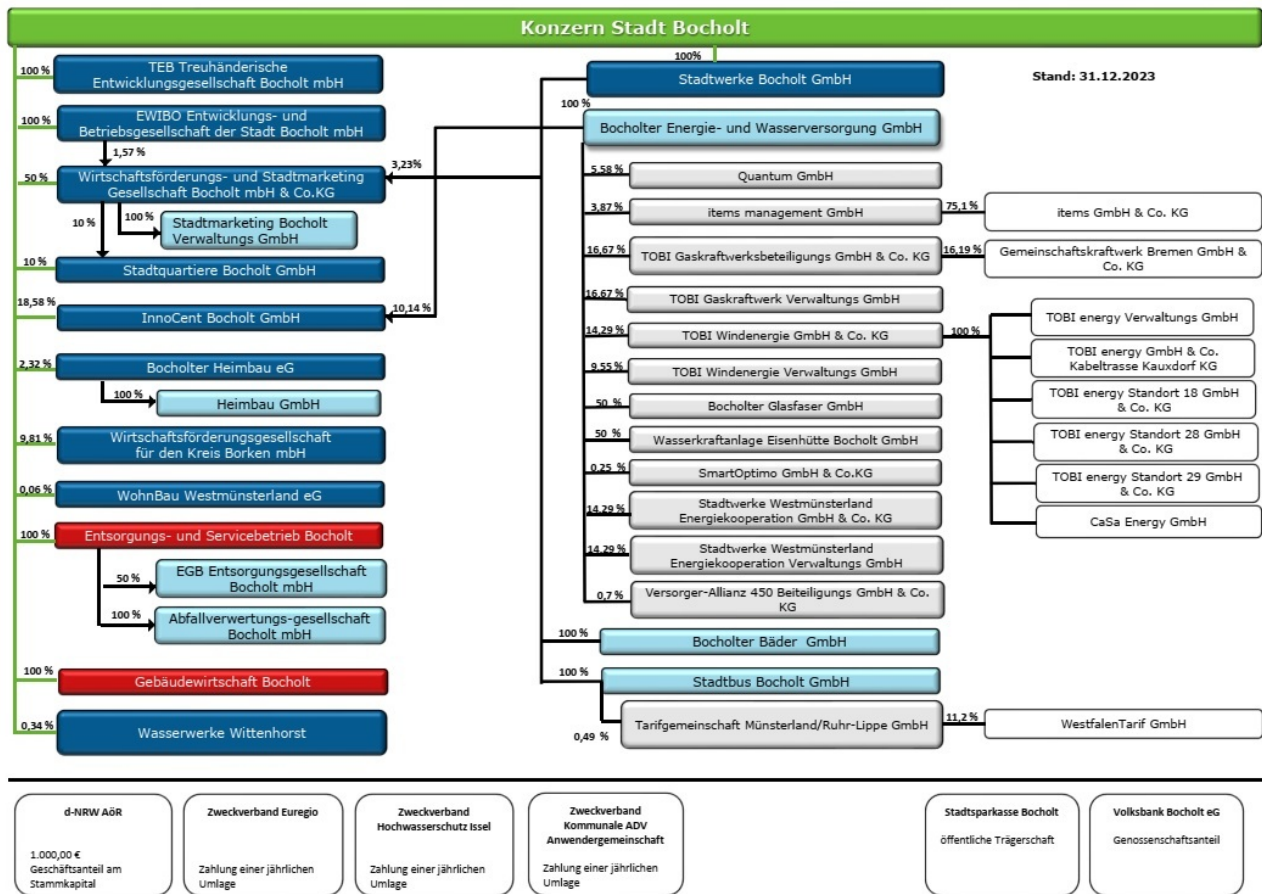 Konzern Stadt Bocholt
100 %
TEB Treuhänderische
Entwicklungsgesellschaft Bocholt mbH
100 %
EWIBO Entwicklungs- und
Betriebsgesellschaft der Stadt Bocholt mbH
1,57 %
50 %
Wirtschaftsförderungs- und Stadtmarketing
Gesellschaft Bocholt mbH & Co.KG
3,23%
10 %
100 %
Stadtmarketing Bocholt
Verwaltungs GmbH
10 %
Stadtquartiere Bocholt GmbH
18,58 %
InnoCent Bocholt GmbH
10,14 %
2,32 %
Bocholter Heimbau eG
100 %
Heimbau GmbH
9,81 %
Wirtschaftsförderungsgesellschaft
für den Kreis Borken mbH
0,06 %
WohnBau Westmünsterland eG
100 %
Entsorgungs- und Servicebetrieb Bocholt
50 %
EGB Entsorgungsgesellschaft
Bocholt mbH
100 %
Abfallverwertungs-gesellschaft
Bocholt mbH
100 %
Gebäudewirtschaft Bocholt
0,34 %
Wasserwerke Wittenhorst
100%
Stadtwerke Bocholt GmbH
Stand: 31.12.2023
100 %
Bocholter Energie- und Wasserversorgung GmbH
5,58 %
Quantum GmbH
3,87 %
items management GmbH
75,1 %
items GmbH & Co. KG
16,67 %
TOBI Gaskraftwerksbeteiligungs GmbH & Co. KG
16,19 %
Gemeinschaftskraftwerk Bremen GmbH &
Co. KG
16,67 %
TOBI Gaskraftwerk Verwaltungs GmbH
14,29 %
TOBI Windenergie GmbH & Co. KG
100 %
TOBI energy Verwaltungs GmbH
TOBI energy GmbH & Co.
Kabeltrasse Kauxdorf KG
TOBI energy Standort 18 GmbH
& Co. KG
TOBI energy Standort 28 GmbH
& Co. KG
TOBI energy Standort 29 GmbH
& Co. KG
CaSa Energy GmbH
9,55 %
TOBI Windenergie Verwaltungs GmbH
50 %
Bocholter Glasfaser GmbH
50 %
Wasserkraftanlage Eisenhütte Bocholt GmbH
0,25 %
SmartOptimo GmbH & Co.KG
14,29 %
Stadtwerke Westmünsterland
Energiekooperation GmbH & Co. KG
14,29 %
Stadtwerke Westmünsterland
Energiekooperation Verwaltungs GmbH
0,7 %
Versorger-Allianz 450 Beiteiligungs GmbH & Co.
KG
100 %
Bocholter Bäder GmbH
100 %
Stadtbus Bocholt GmbH
0,49 %
Tarifgemeinschaft Münsterland/Ruhr-Lippe GmbH
11,2 %
WestfalenTarif GmbH
d-NRW AöR
1.000,00 €
Geschäftsanteil am
Stammkapital
Zweckverband Euregio
Zahlung einer jährlichen
Umlage
Zweckverband
Hochwasserschutz Issel
Zahlung einer jährlichen
Umlage
Zweckverband
Kommunale ADV
Anwendergemeinschaft
Zahlung einer jährlichen
Umlage
Stadtsparkasse Bocholt
öffentliche Trägerschaft
Volksbank Bocholt eG
Genossenschaftsanteil